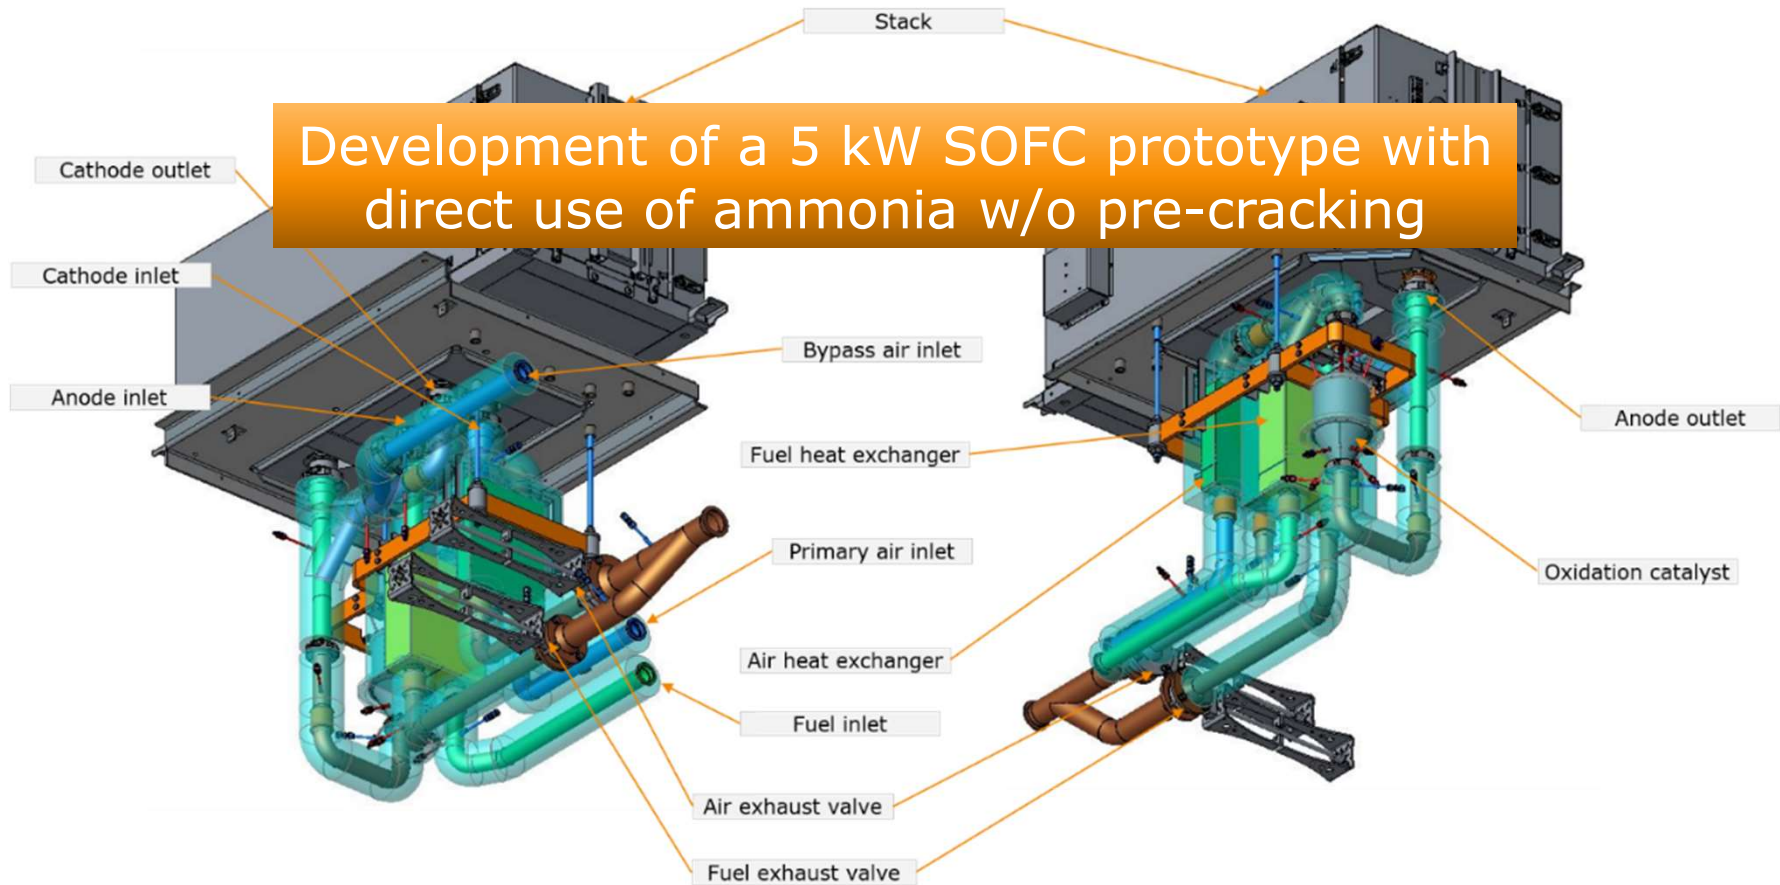 Stack
Development of a 5 kW SOFC prototype with
direct use of ammonia w/o pre-cracking
Cathode outlet
Cathode inlet
Anode inlet
Bypass air inlet
Fuel heat exchanger
Anode outlet
Primary air inlet
Oxidation catalyst
Air heat exchanger
Fuel inlet
Air exhaust valve
Fuel exhaust valve